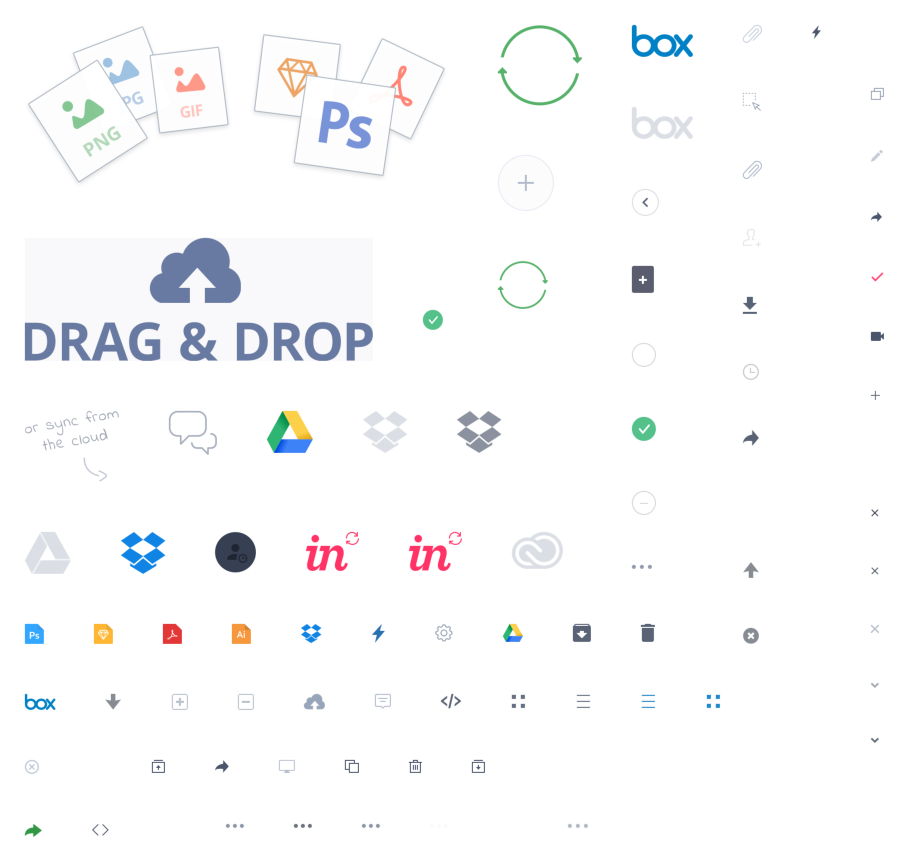 PNG
PG
GIF
Ps
box
box
DRAG & DROP
or sync from
the cloud
in
in
Ps
Ai
box